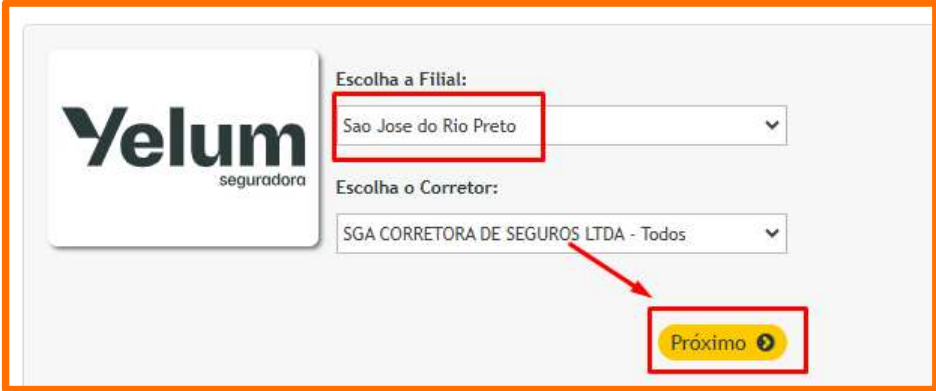 Yelum
seguradora
Escolha a Filial:
Sao Jose do Rio Preto
Escolha o Corretor:
SGA CORRETORA DE SEGUROS LTDA - Todos
Próximo